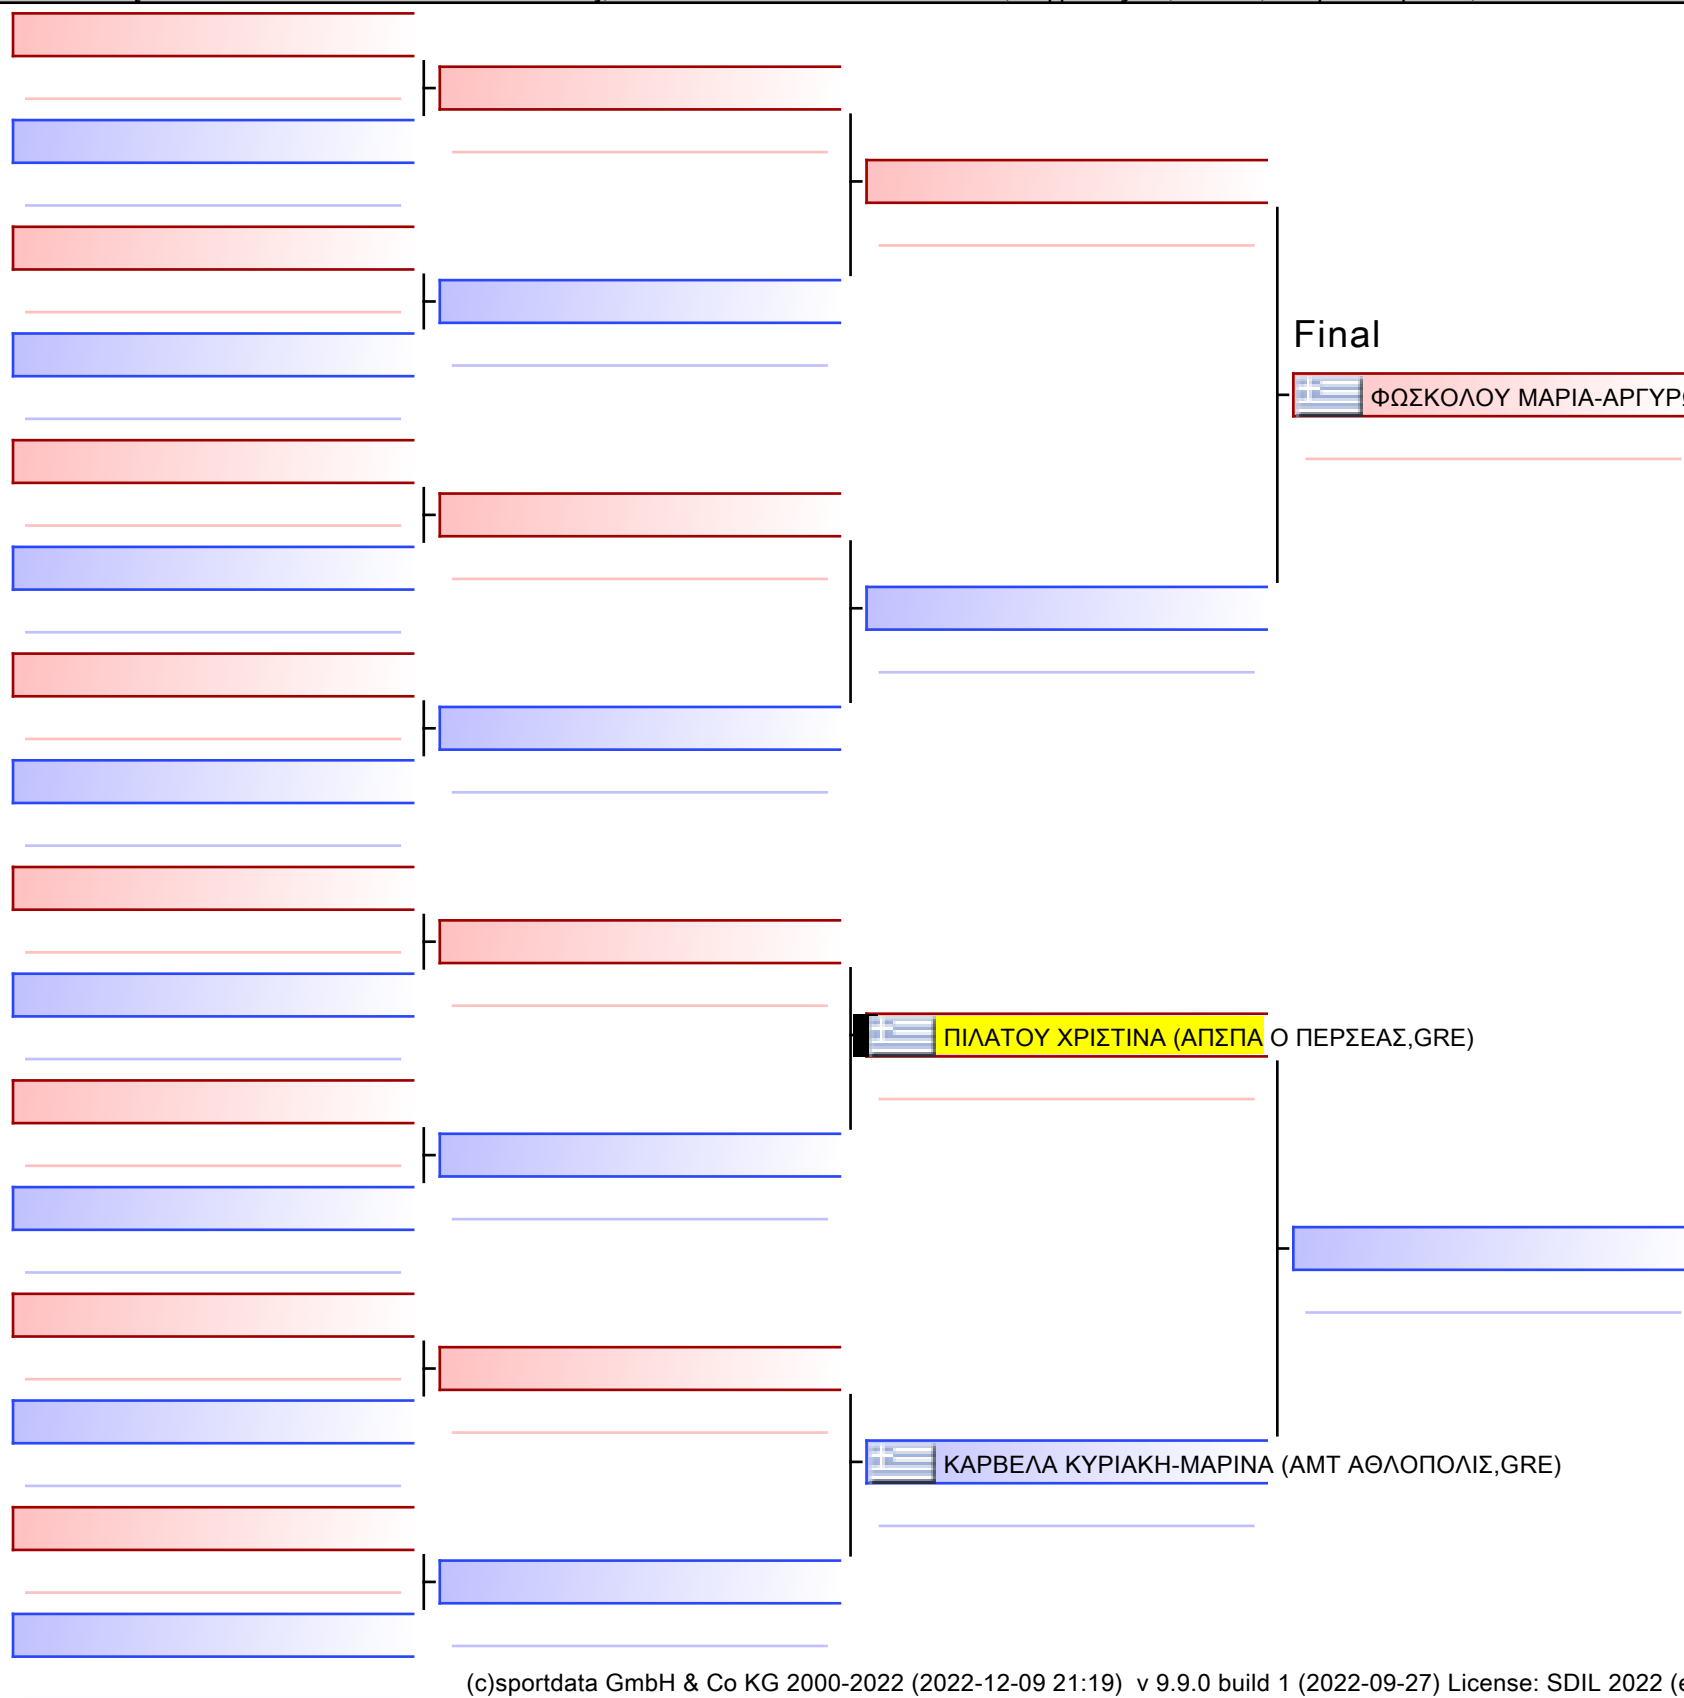 Final
ΦΩΣΚΟΛΟΥ ΜΑΡΙΑ-ΑΡΓΥΡΩ
ΠΙΛΑΤΟΥ ΧΡΙΣΤΙΝΑ (ΑΠΣΠΑ Ο ΠΕΡΣΕΑΣ,GRE)
ΚΑΡΒΕΛΑ ΚΥΡΙΑΚΗ-ΜΑΡΙΝΑ (ΑΜΤ ΑΘΛΟΠΟΛΙΣ,GRE)
(c)sportdata GmbH & Co KG 2000-2022 (2022-12-09 21:19) v 9.9.0 build 1 (2022-09-27) License: SDIL 2022 (e